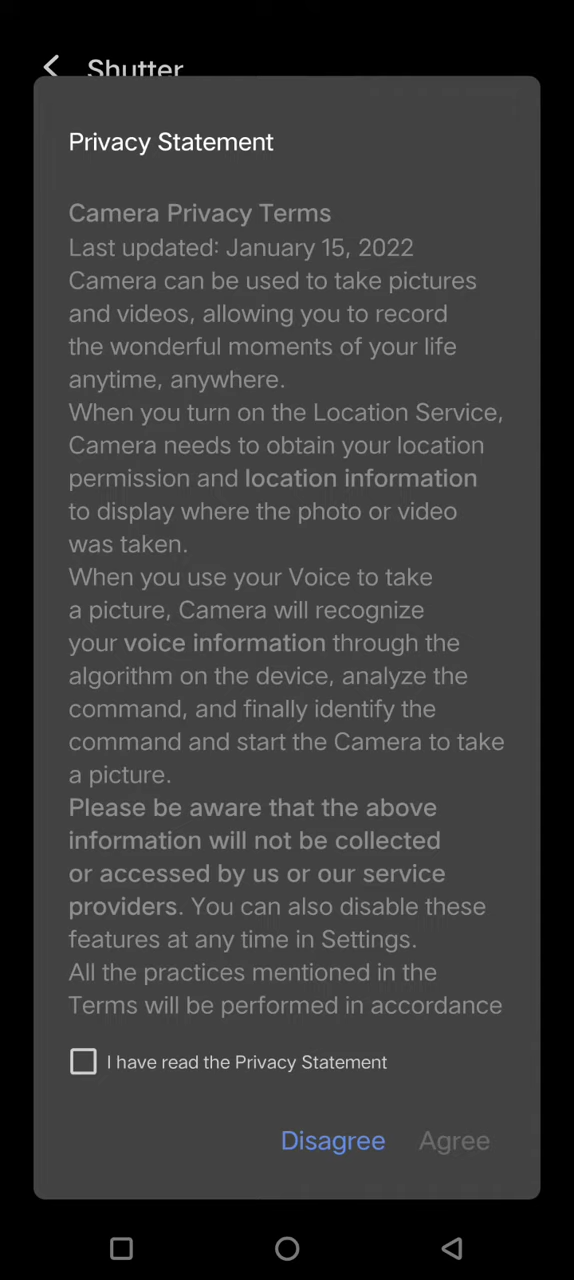 Shutter
Privacy Statement
Camera Privacy Terms
Last updated: January 15, 2022
Camera can be used to take pictures
and videos, allowing you to record
the wonderful moments of your life
anytime, anywhere.
When you turn on the Location Service,
Camera needs to obtain your location
permission and location information
to display where the photo or video
was taken.
When you use your Voice to take
a picture, Camera will recognize
your voice information through the
algorithm on the device, analyze the
command, and finally identify the
command and start the Camera to take
a picture.
Please be aware that the above
information will not be collected
or accessed by us or our service
providers. You can also disable these
features at any time in Settings.
All the practices mentioned in the
Terms will be performed in accordance
I have read the Privacy Statement
Disagree Agree